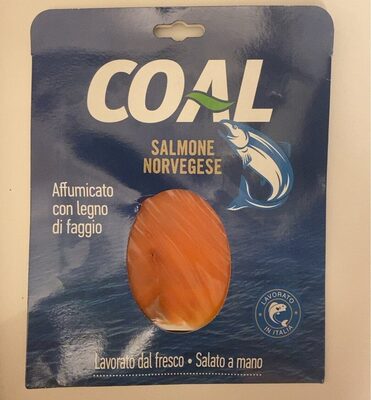 COAL
SALMONE
NORVEGESE
Affumicato
con legno
di faggio
LAVORATO
IN ITALIA
Lavorato dal fresco • Salato a mano